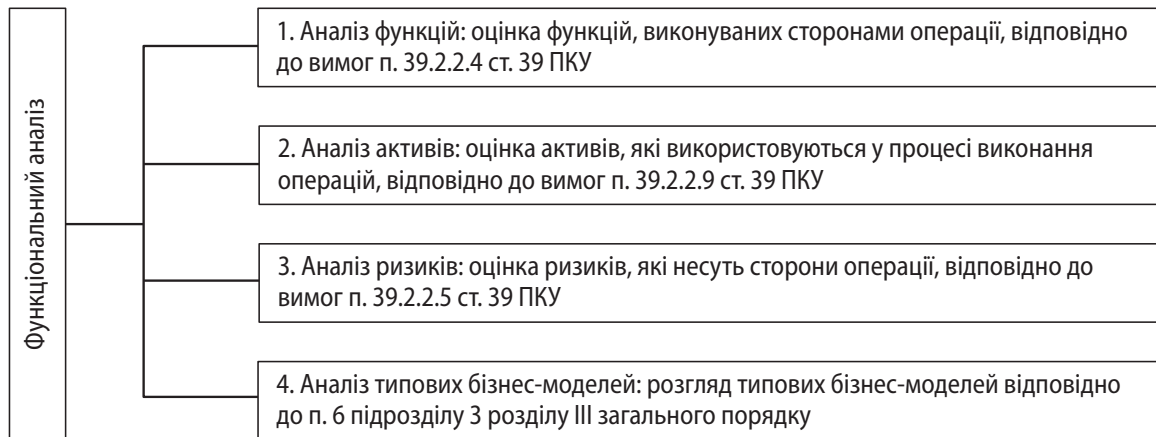 Функціональний аналіз
1. Аналіз функцій: оцінка функцій, виконуваних сторонами операції, відповідно
до вимог п. 39.2.2.4 ст. 39 ПКУ
2. Аналіз активів: оцінка активів, які використовуються у процесі виконання
операцій, відповідно до вимог п. 39.2.2.9 ст. 39 ПКУ
3. Аналіз ризиків: оцінка ризиків, які несуть сторони операції, відповідно до
вимог п. 39.2.2.5 ст. 39 ПКУ
4. Аналіз типових бізнес-моделей: розгляд типових бізнес-моделей відповідно
до п. 6 підрозділу 3 розділу III загального порядку